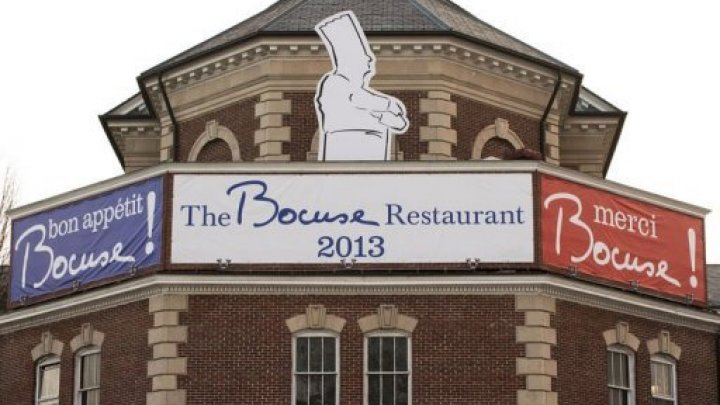 bon appétit
Bocuse!
The Bocuse Restaurant
2013
merci
Bocuse!